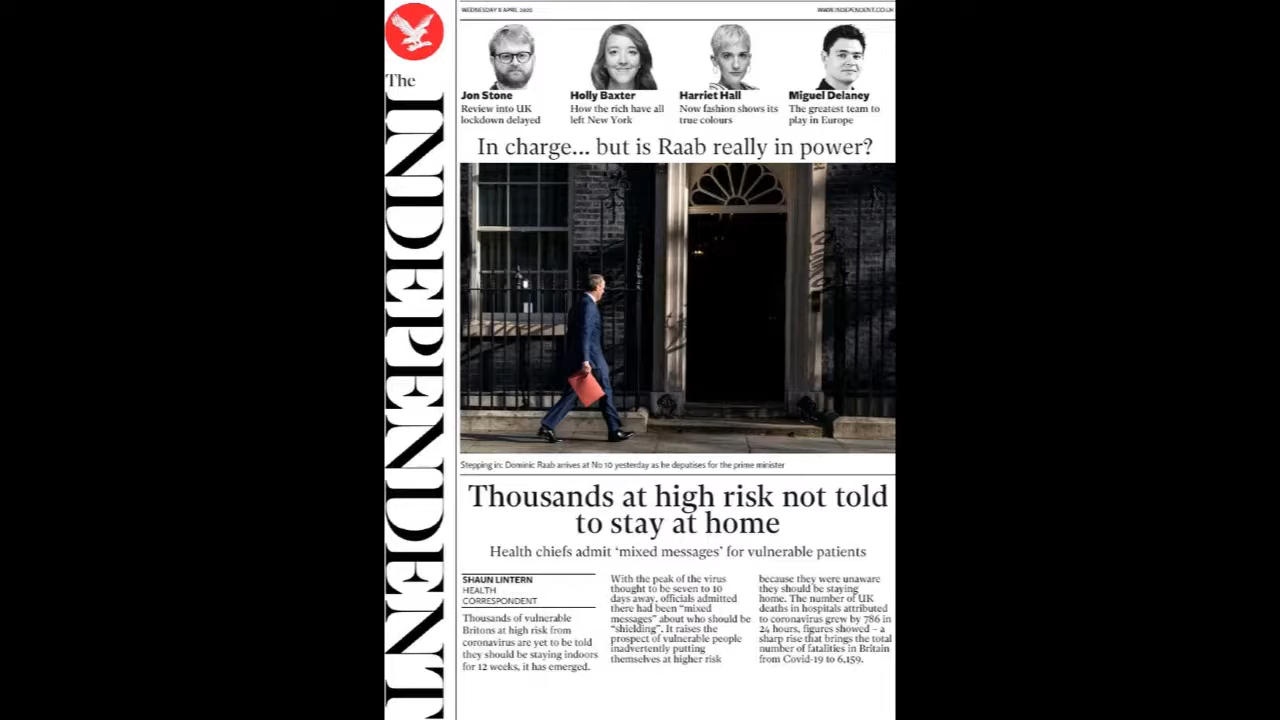 WEDNESDAY 8 APRIL 2020
WWW.INDEPENDENT.CO.UK
The
INDEPENDENT
Jon Stone
Review into UK
lockdown delayed
Holly Baxter
How the rich have all
left New York
Harriet Hall
Now fashion shows its
true colours
Miguel Delaney
The greatest team to
play in Europe
In charge... but is Raab really in power?
Stepping in: Dominic Raab arrives at No 10 yesterday as he deputises for the prime minister
Thousands at high risk not told
to stay at home
Health chiefs admit ‘mixed messages’ for vulnerable patients
SHAUN LINTERN
HEALTH
CORRESPONDENT
Thousands of vulnerable
Britons at high risk from
coronavirus are yet to be told
they should be staying indoors
for 12 weeks, it has emerged.
With the peak of the virus
thought to be seven to 10
days away, officials admitted
there had been “mixed
messages” about who should be
“shielding”. It raises the
prospect of vulnerable people
inadvertently putting
themselves at higher risk
because they were unaware
they should be staying
home. The number of UK
deaths in hospitals attributed
to coronavirus grew by 786 in
24 hours, figures showed – a
sharp rise that brings the total
number of fatalities in Britain
from Covid-19 to 6,159.